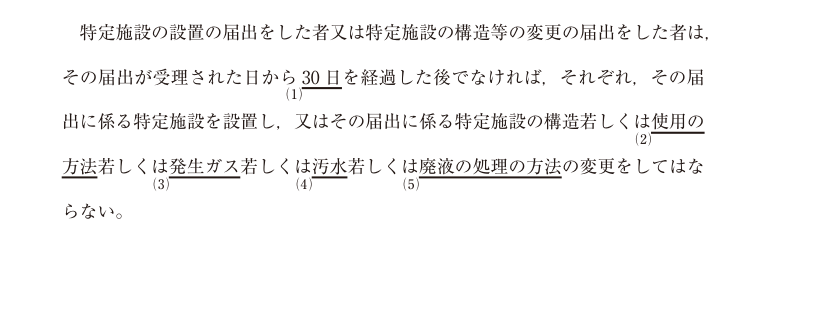 特定施設の設置の届出をした者又は特定施設の構造等の変更の届出をした者は,
その届出が受理された日から30日を経過した後でなければ，それぞれ，その届
(1)
出に係る特定施設を設置し，又はその届出に係る特定施設の構造若しくは使用の
(2)
方法若しくは発生ガス若しくは汚水若しくは廃液の処理の方法の変更をしてはな
(3) (4) (5)
らない。